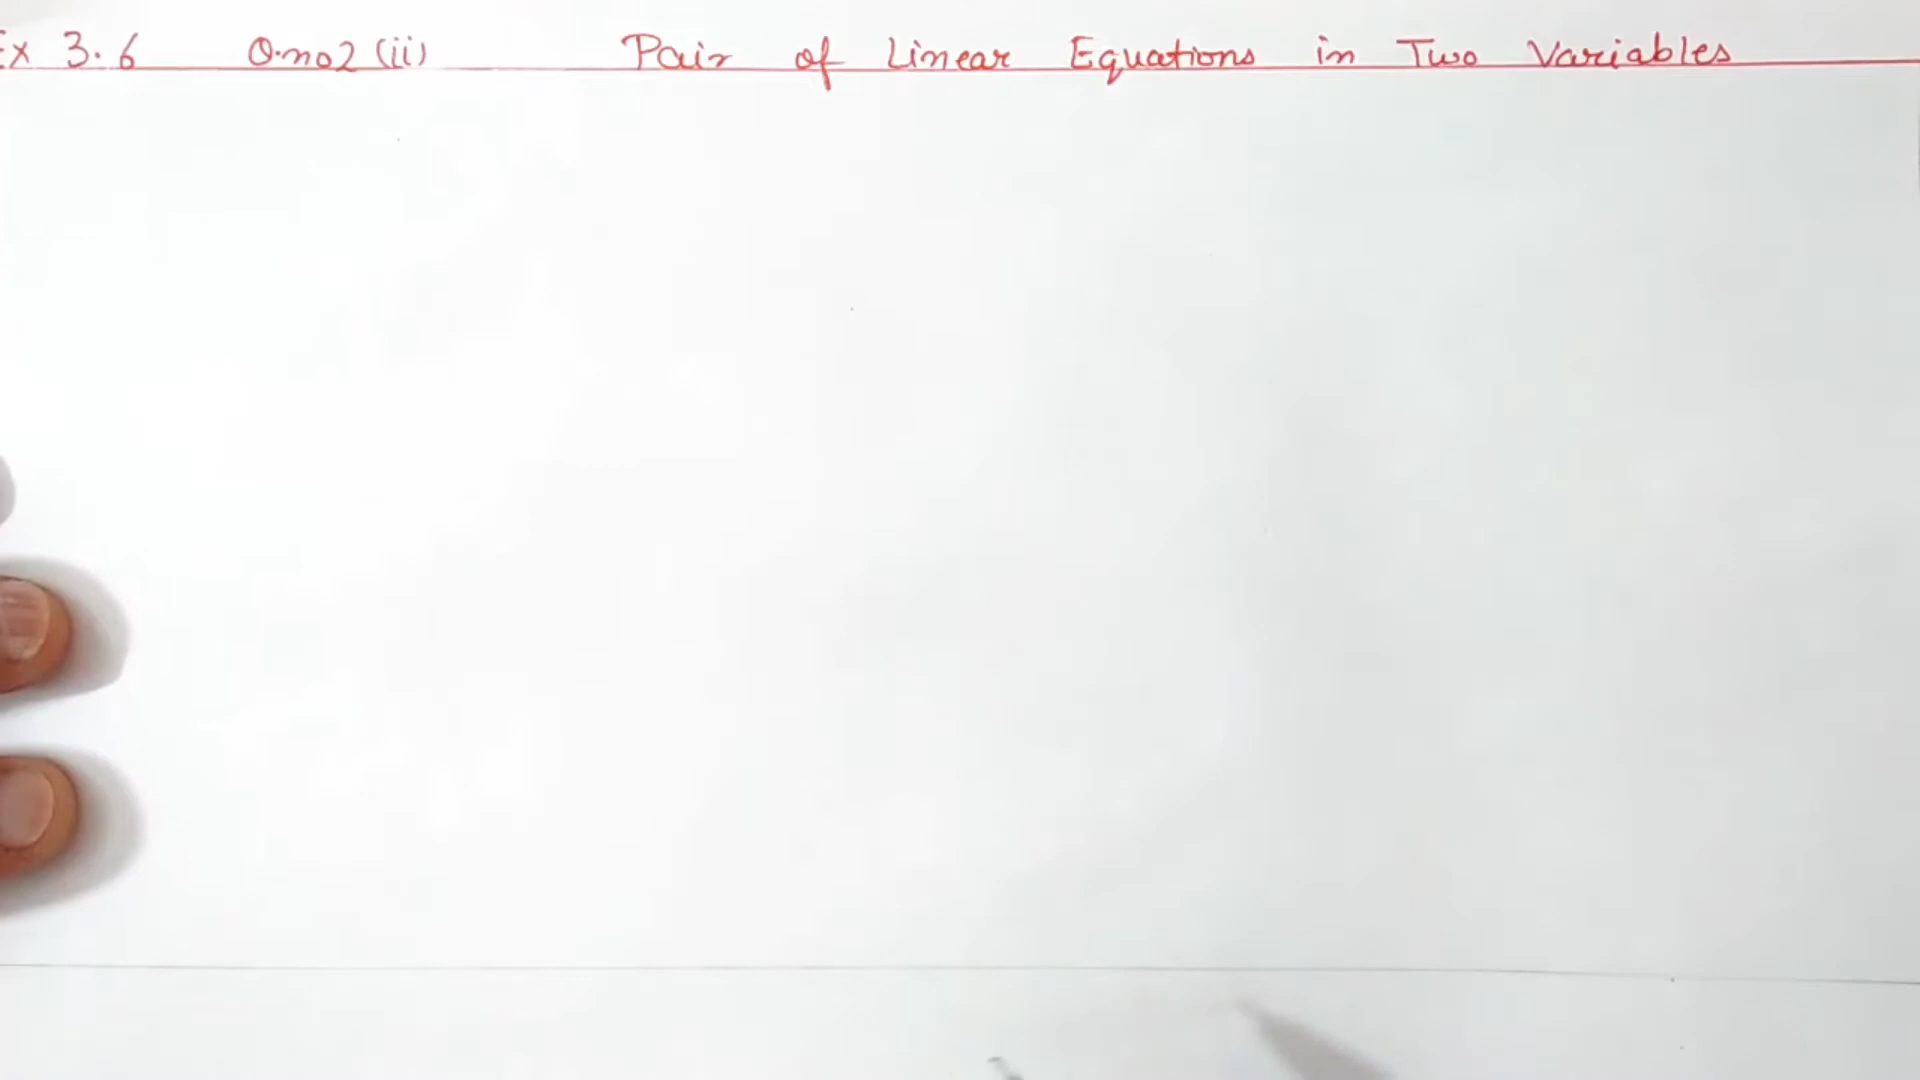 Ex 3.6 Q.no2 (ii) Pair of Linear Equations in Two Variables